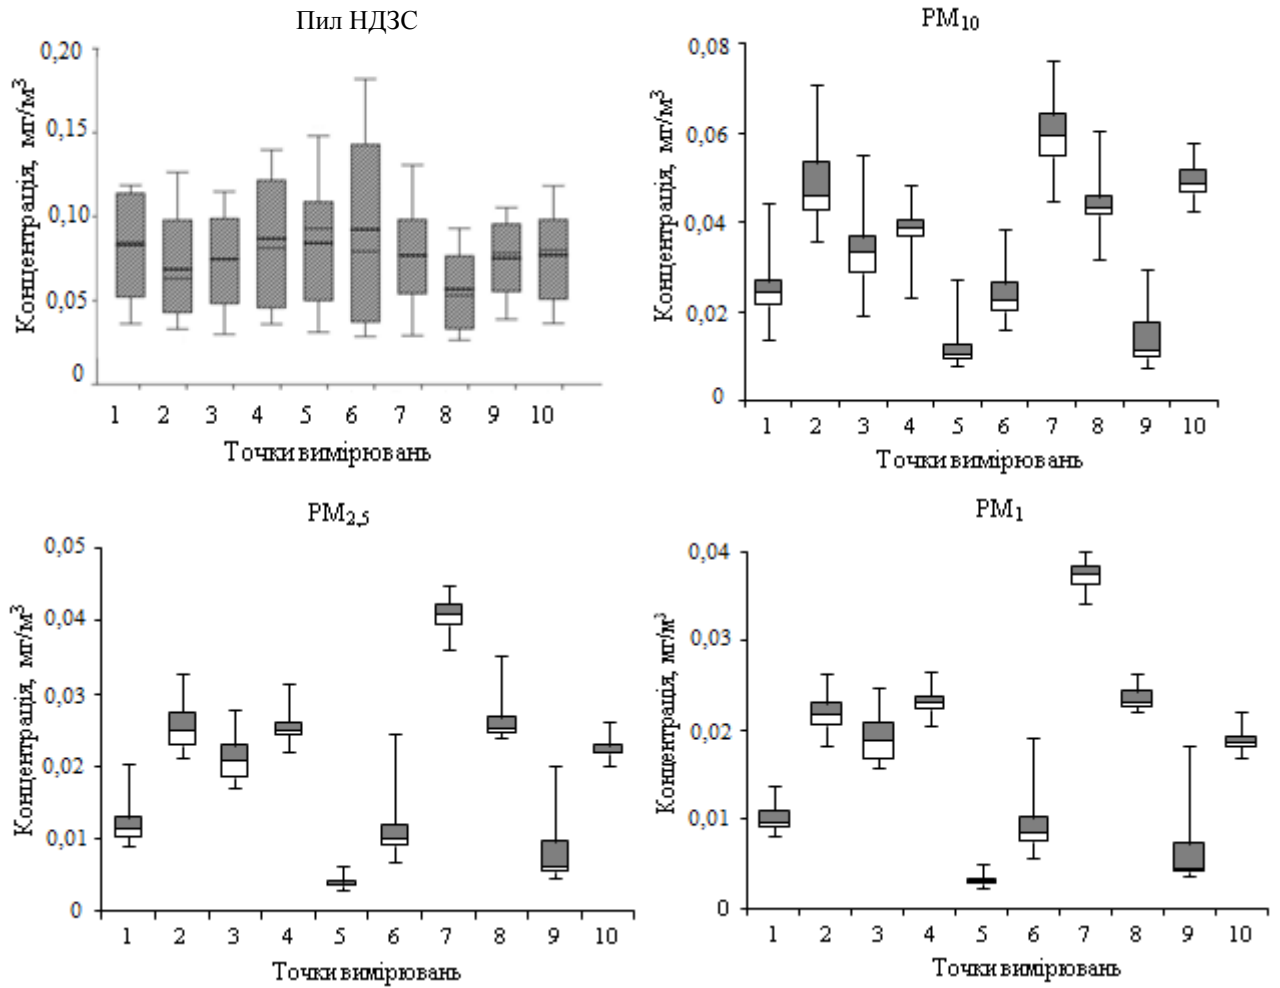 Пил НДЗС
Концентрація, мг/м³
0,20
0,15
0,10
0,05
0
1 2 3 4 5 6 7 8 9 10
Точки вимірювань
PM₁₀
Концентрація, мг/м³
0,08
0,06
0,04
0,02
0
1 2 3 4 5 6 7 8 9 10
Точки вимірювань
PM₂,₅
Концентрація, мг/м³
0,05
0,04
0,03
0,02
0,01
0
1 2 3 4 5 6 7 8 9 10
Точки вимірювань
PM₁
Концентрація, мг/м³
0,04
0,03
0,02
0,01
0
1 2 3 4 5 6 7 8 9 10
Точки вимірювань